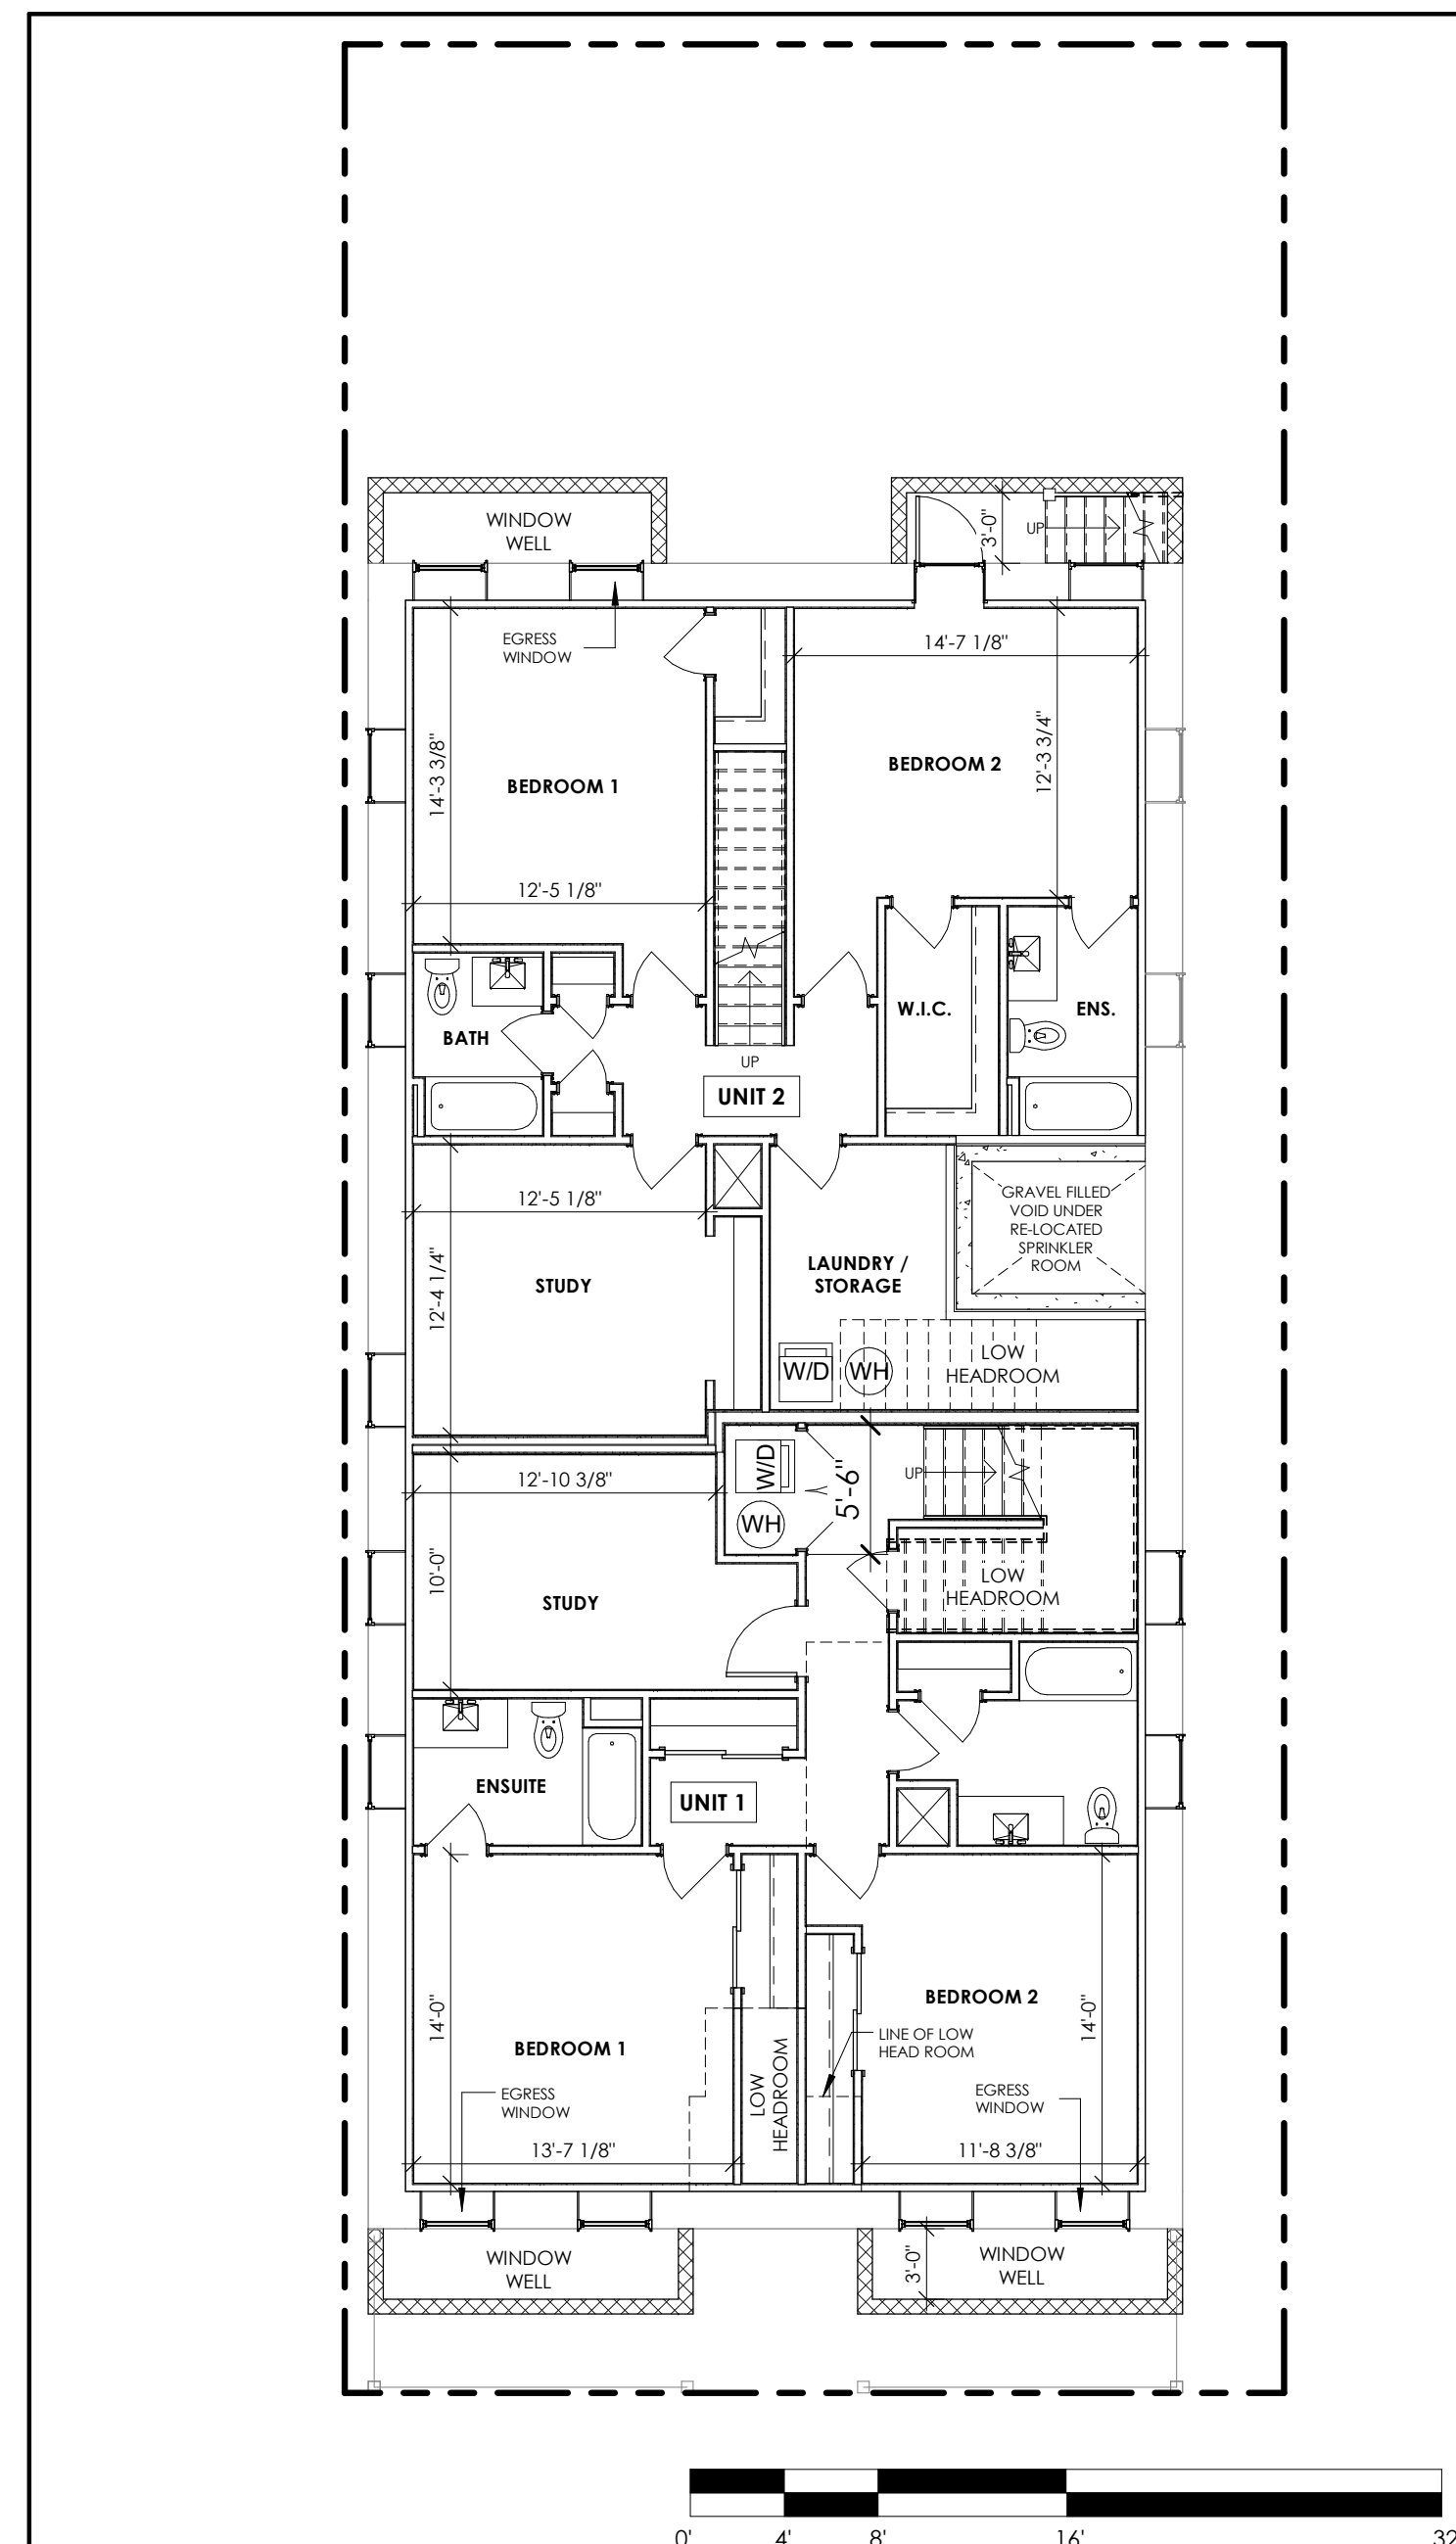 WINDOW
WELL
3'-0"
UP
EGRESS
WINDOW
14'-7 1/8"
14'-3 3/8"
BEDROOM 1
BEDROOM 2
12'-3 3/4"
12'-5 1/8"
BATH
W.I.C.
ENS.
UP
UNIT 2
12'-5 1/8"
GRAVEL FILLED
VOID UNDER
RE-LOCATED
SPRINKLER
ROOM
12'-4 1/4"
STUDY
LAUNDRY /
STORAGE
W/D
WH
LOW
HEADROOM
12'-10 3/8"
W/D
WH
5'-6"
UP
10'-0"
STUDY
LOW
HEADROOM
ENSUITE
UNIT 1
14'-0"
BEDROOM 1
BEDROOM 2
14'-0"
LINE OF LOW
HEAD ROOM
LOW
HEADROOM
EGRESS
WINDOW
EGRESS
WINDOW
13'-7 1/8"
11'-8 3/8"
WINDOW
WELL
3'-0"
WINDOW
WELL
0'
4'
8'
16'
32